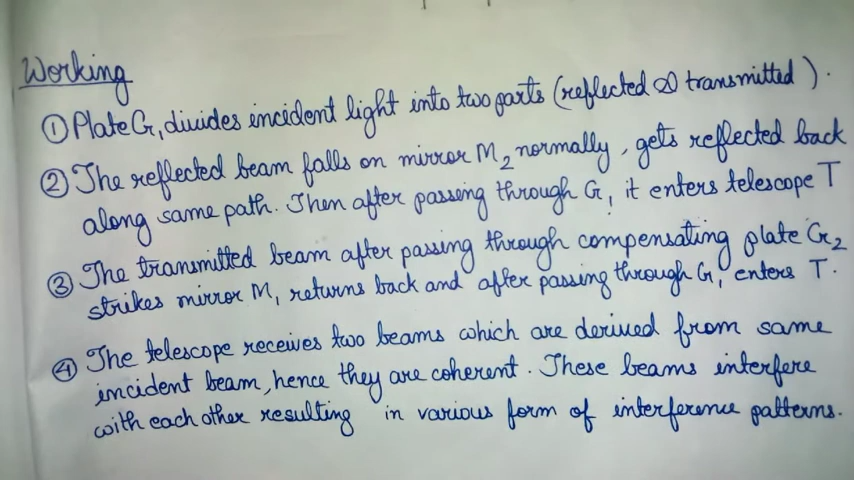 Working
① Plate G₁ divides incident light into two parts (reflected & transmitted).
② The reflected beam falls on mirror M₂ normally, gets reflected back
along same path. Then after passing through G₁ it enters telescope T
③ The transmitted beam after passing through compensating plate G₂
strikes mirror M₁ returns back and after passing through G₁ enters T.
④ The telescope receives two beams which are derived from same
incident beam, hence they are coherent. These beams interfere
with each other resulting in various form of interference patterns.